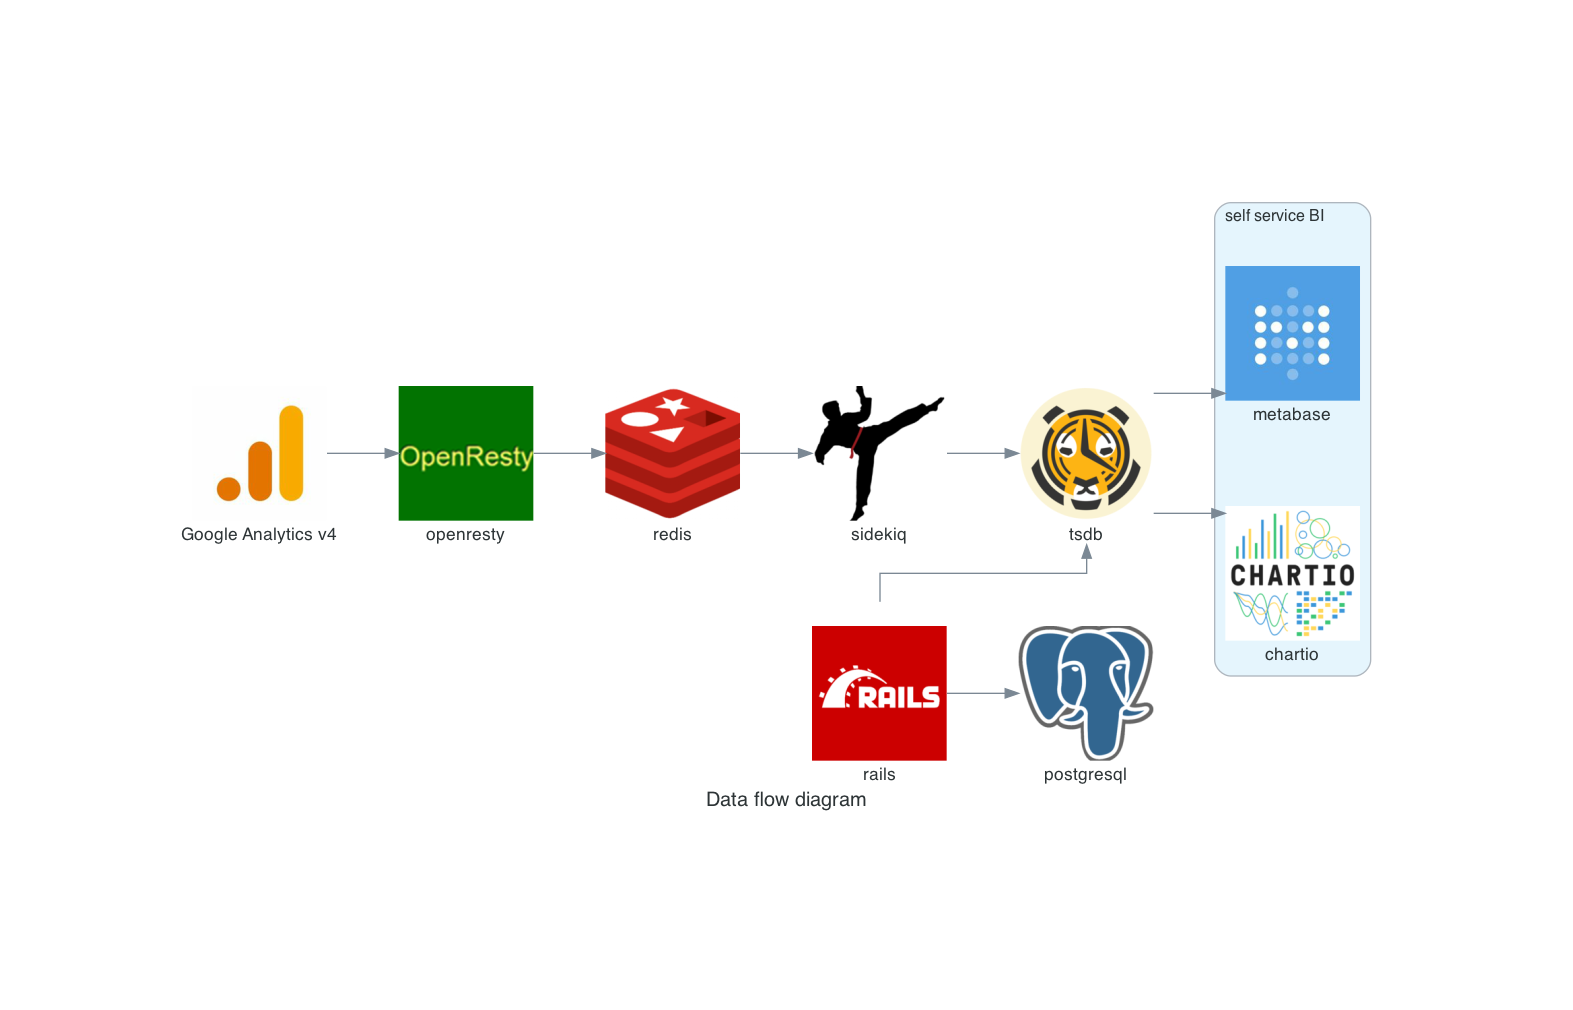 self service BI
metabase
OpenResty
Google Analytics v4
openresty
redis
sidekiq
tsdb
CHARTIO
chartio
RAILS
rails
postgresql
Data flow diagram